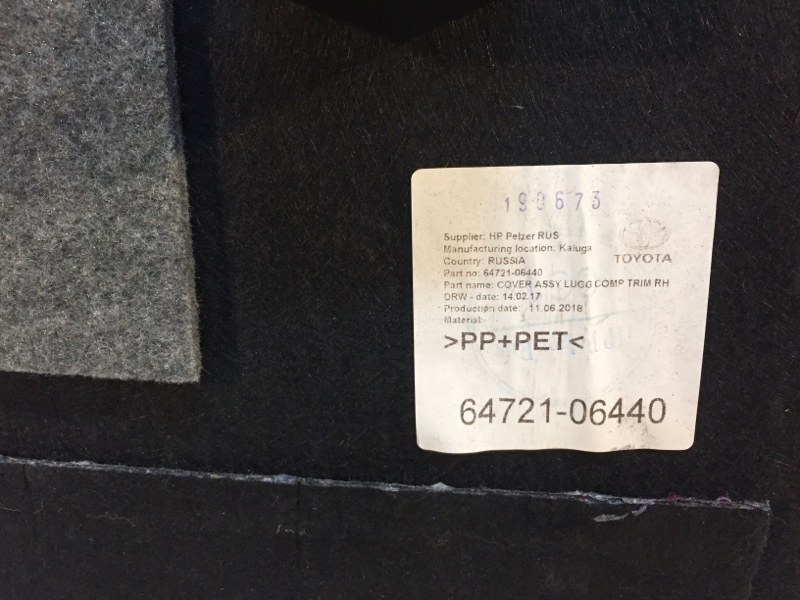 190673
Supplier: HP Pelzer RUS
Manufacturing location: Kaluga
Country: RUSSIA
TOYOTA
Part no: 64721-06440
Part name: COVER ASSY LUGG COMP TRIM RH
DRW - date: 14.02.17
Production date: 11.06.2018
Material:
>PP+PET<
64721-06440